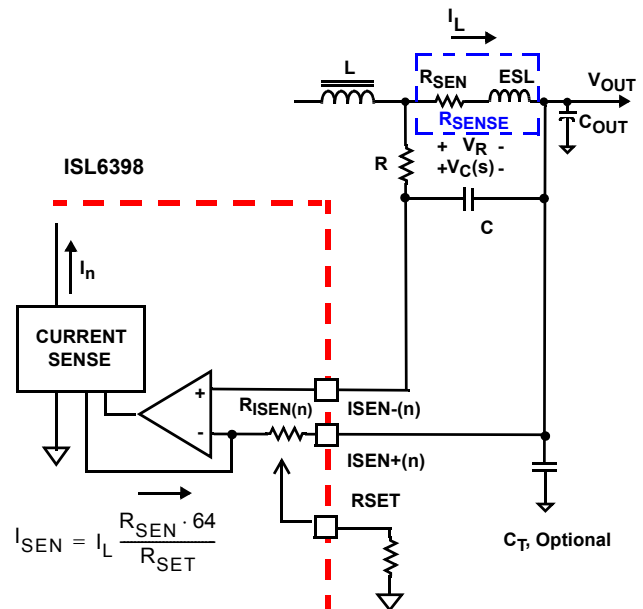 I_L
L
R_SEN ESL
V_OUT
R_SENSE
C_OUT
+ V_R -
+V_C(s)-
R
C
ISL6398
I_n
CURRENT
SENSE
+
-
R_ISEN(n)
ISEN-(n)
ISEN+(n)
RSET
I_SEN = I_L R_SEN · 64 / R_SET
C_T, Optional